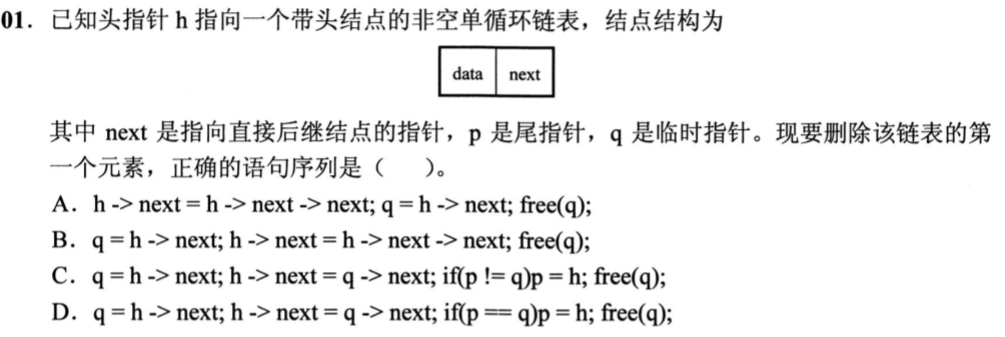 01. 已知头指针 h 指向一个带头结点的非空单循环链表，结点结构为
data next
其中 next 是指向直接后继结点的指针，p 是尾指针，q 是临时指针。现要删除该链表的第
一个元素，正确的语句序列是（ ）。
A. h -> next = h -> next -> next; q = h -> next; free(q);
B. q = h -> next; h -> next = h -> next -> next; free(q);
C. q = h -> next; h -> next = q -> next; if(p != q)p = h; free(q);
D. q = h -> next; h -> next = q -> next; if(p == q)p = h; free(q);